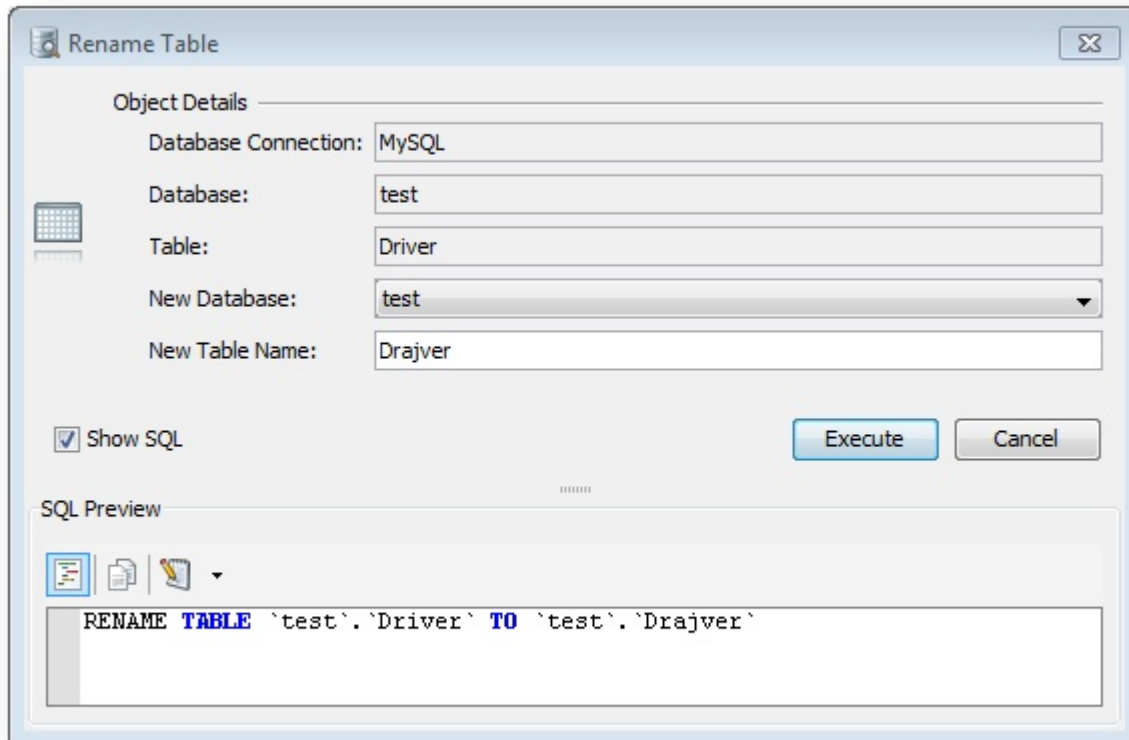 Rename Table
Object Details
Database Connection: MySQL
Database: test
Table: Driver
New Database: test
New Table Name: Drajver
Show SQL Execute Cancel
SQL Preview
RENAME TABLE `test`.`Driver` TO `test`.`Drajver`